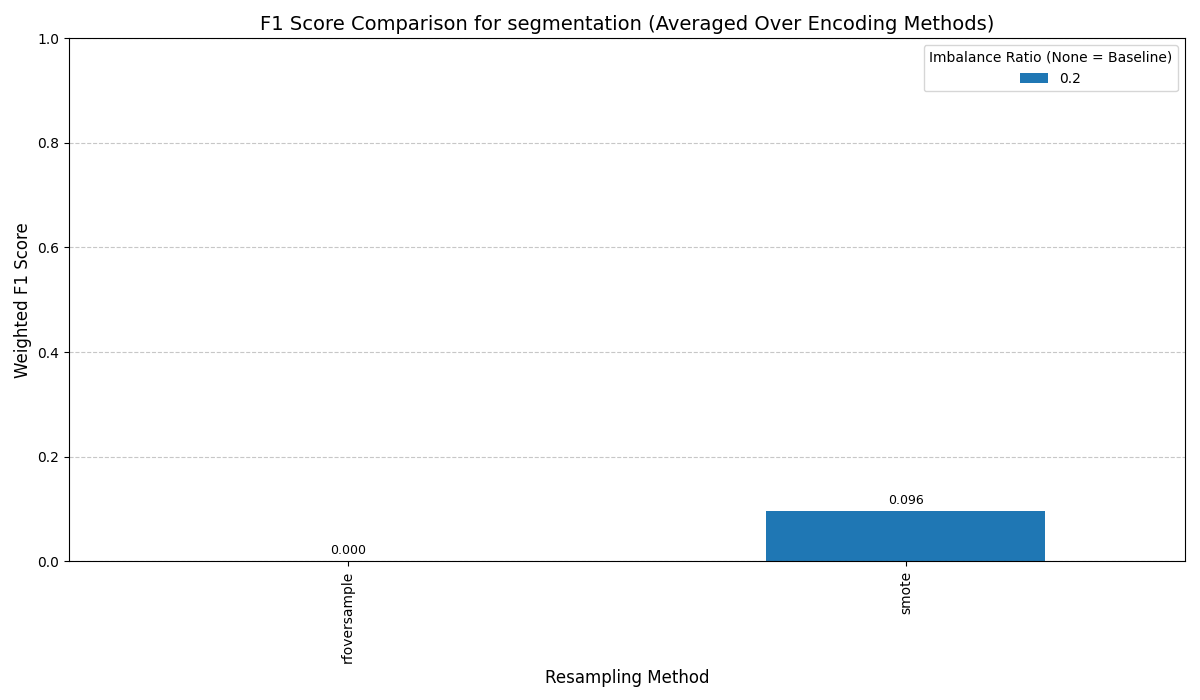 F1 Score Comparison for segmentation (Averaged Over Encoding Methods)
Imbalance Ratio (None = Baseline)
0.2
Weighted F1 Score
1.0
0.8
0.6
0.4
0.2
0.0
0.000
0.096
rfoversample
smote
Resampling Method